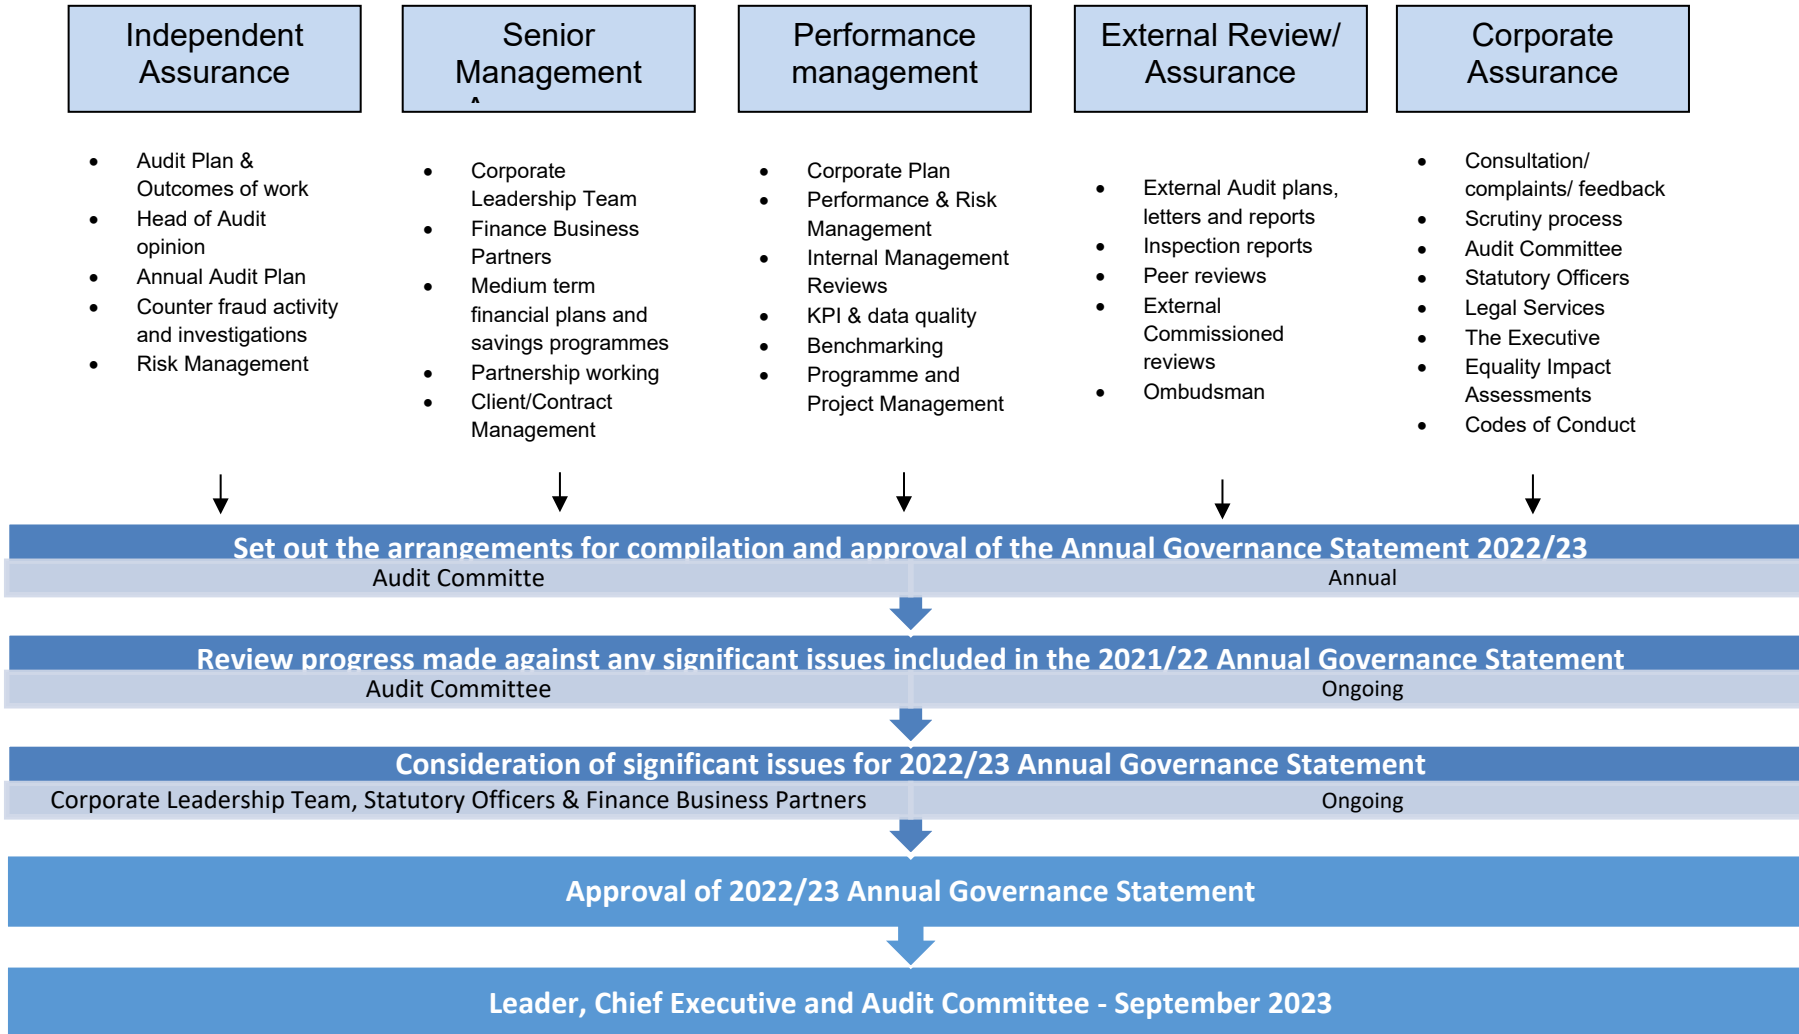 Independent
Assurance
Senior
Management
Performance
management
External Review/
Assurance
Corporate
Assurance
• Audit Plan &
Outcomes of work
• Head of Audit
opinion
• Annual Audit Plan
• Counter fraud activity
and investigations
• Risk Management
• Corporate
Leadership Team
• Finance Business
Partners
• Medium term
financial plans and
savings programmes
• Partnership working
• Client/Contract
Management
• Corporate Plan
• Performance & Risk
Management
• Internal Management
Reviews
• KPI & data quality
• Benchmarking
• Programme and
Project Management
• External Audit plans,
letters and reports
• Inspection reports
• Peer reviews
• External
Commissioned
reviews
• Ombudsman
• Consultation/
complaints/ feedback
• Scrutiny process
• Audit Committee
• Statutory Officers
• Legal Services
• The Executive
• Equality Impact
Assessments
• Codes of Conduct
Set out the arrangements for compilation and approval of the Annual Governance Statement 2022/23
Audit Committe
Annual
Review progress made against any significant issues included in the 2021/22 Annual Governance Statement
Audit Committee
Ongoing
Consideration of significant issues for 2022/23 Annual Governance Statement
Corporate Leadership Team, Statutory Officers & Finance Business Partners
Ongoing
Approval of 2022/23 Annual Governance Statement
Leader, Chief Executive and Audit Committee - September 2023